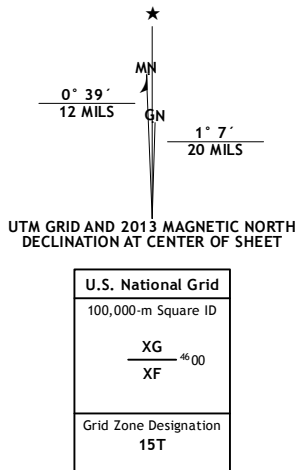 ★
MN
0° 39´
12 MILS
GN
1° 7´
20 MILS
UTM GRID AND 2013 MAGNETIC NORTH
DECLINATION AT CENTER OF SHEET
U.S. National Grid
100,000-m Square ID
XG
4600
XF
Grid Zone Designation
15T